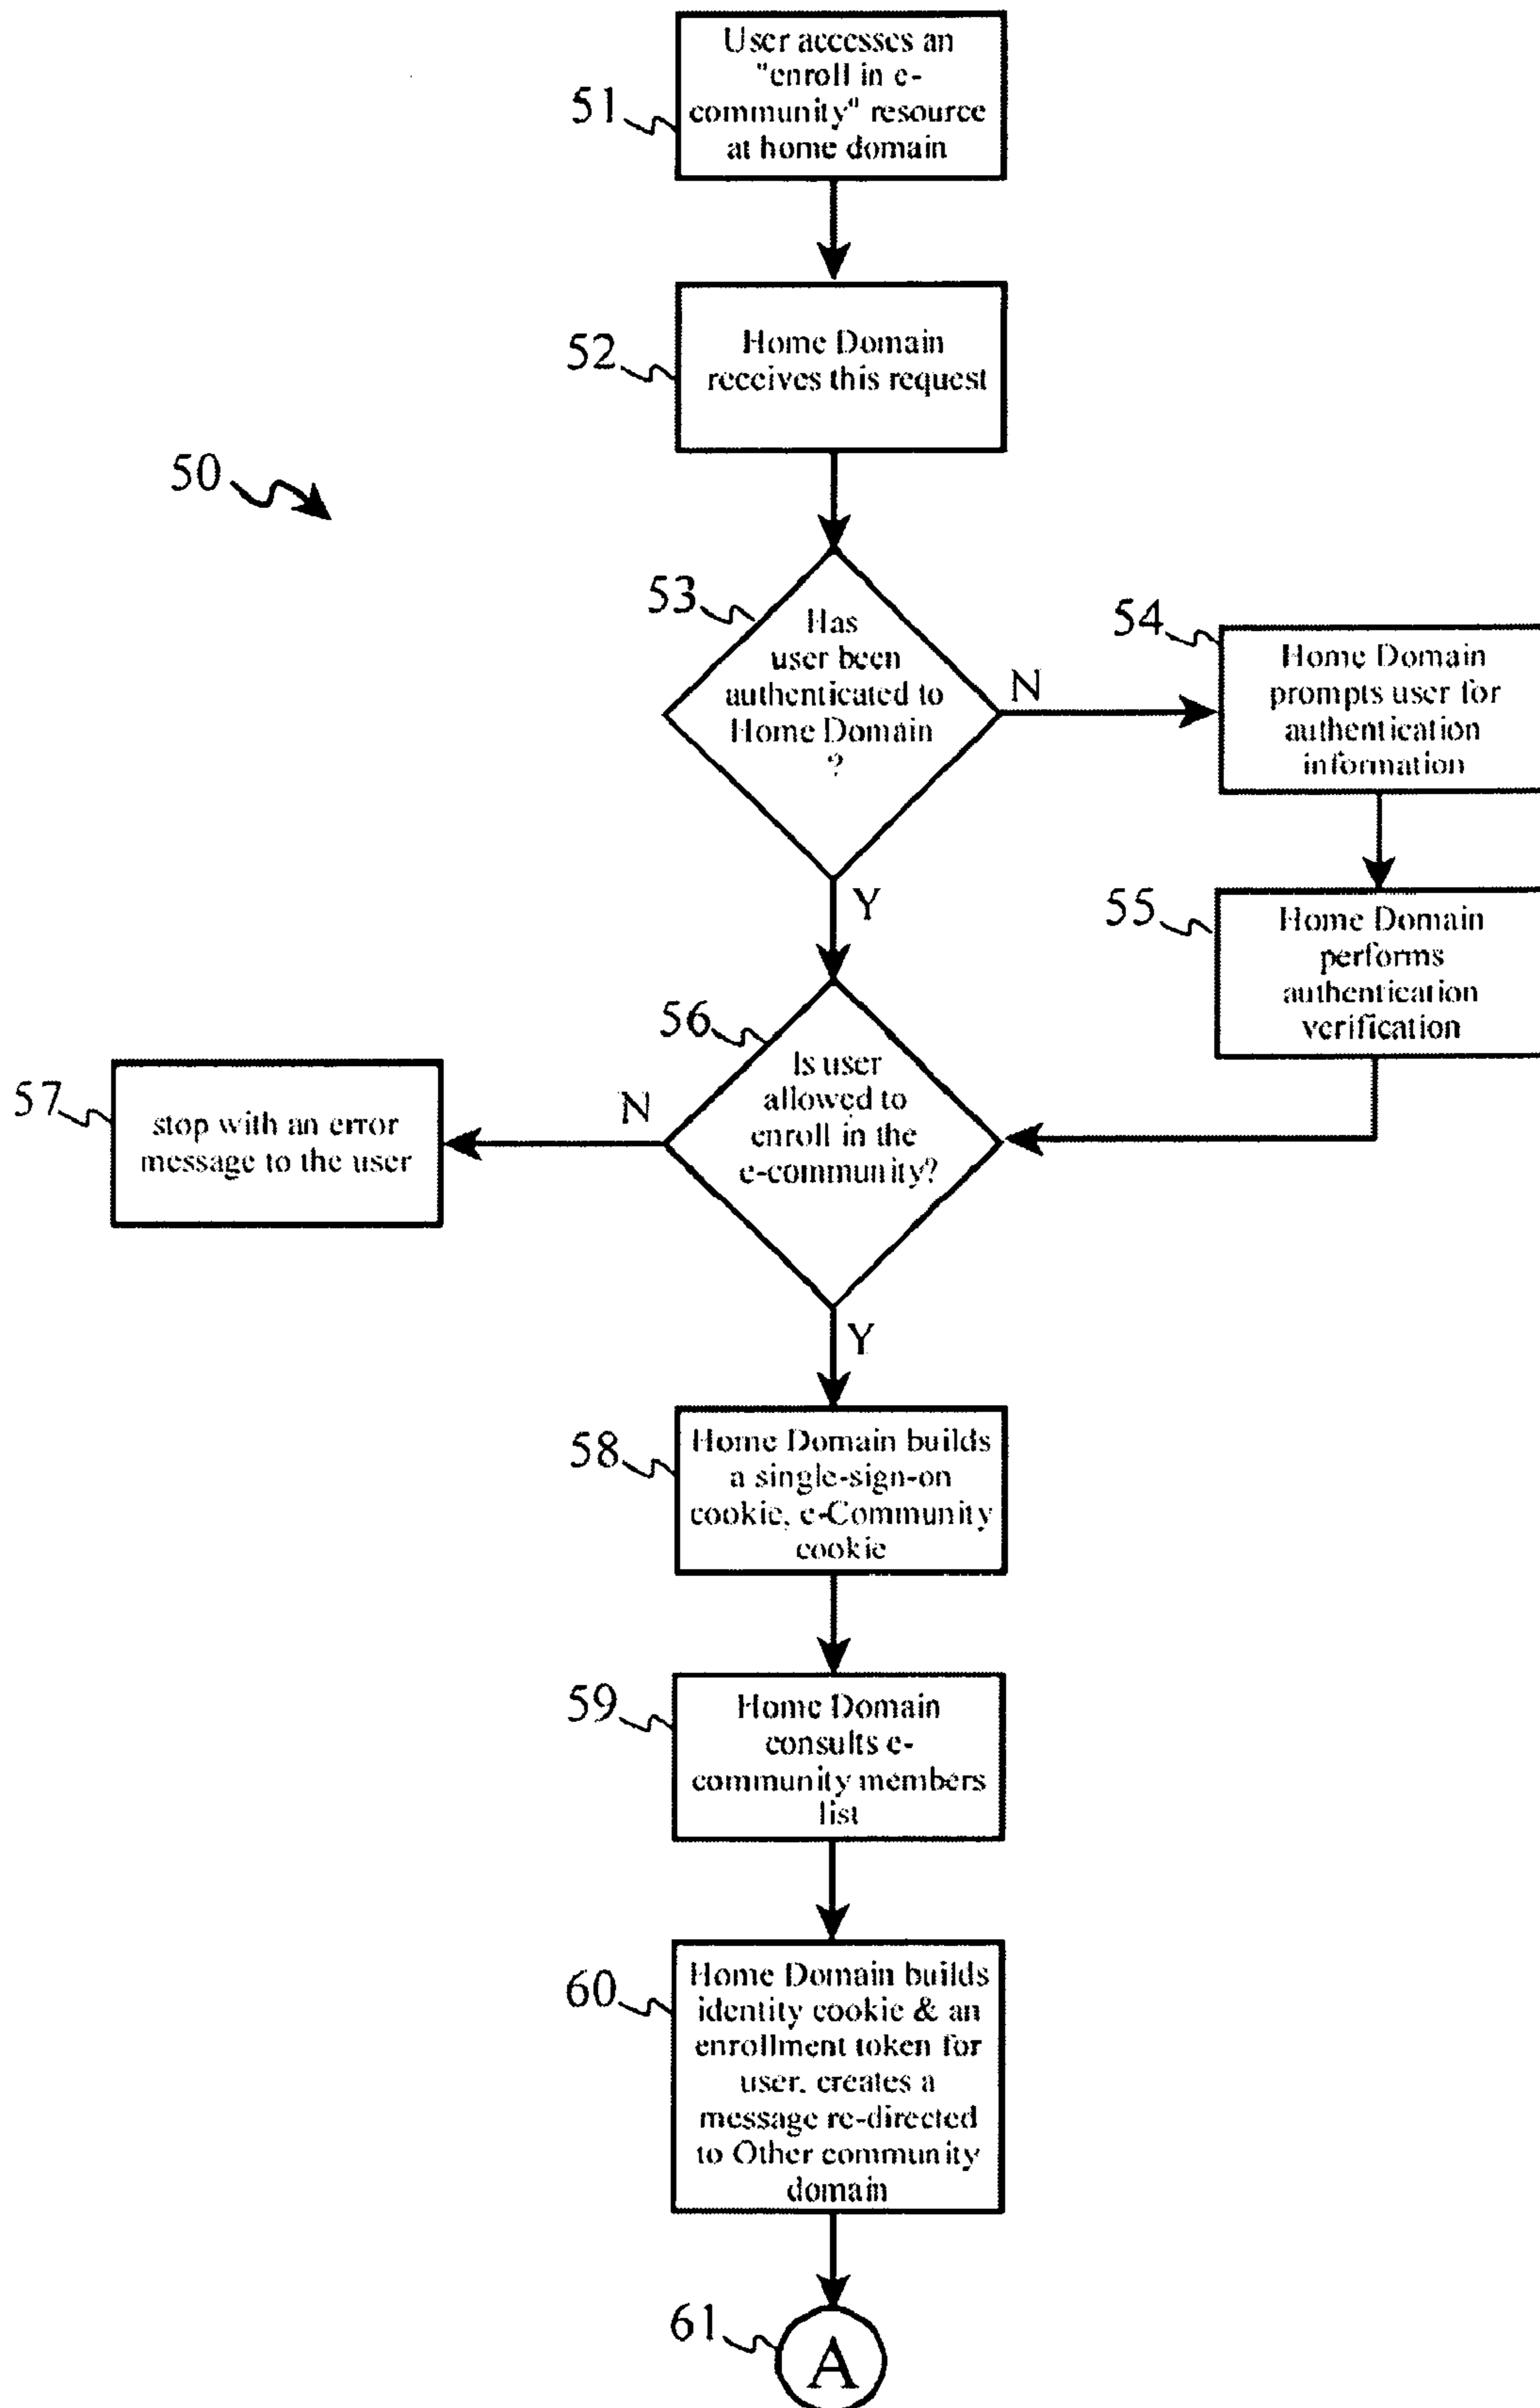 User accesses an
"enroll in e-
community" resource
at home domain
51
Home Domain
receives this request
52
50
53
Has
user been
authenticated to
Home Domain
?
N
54
Home Domain
prompts user for
authentication
information
Y
55
Home Domain
performs
authentication
verification
56
Is user
allowed to
enroll in the
e-community?
N
57
stop with an error
message to the user
Y
58
Home Domain builds
a single-sign-on
cookie, e-Community
cookie
59
Home Domain
consults e-
community members
list
60
Home Domain builds
identity cookie & an
enrollment token for
user, creates a
message re-directed
to Other community
domain
61
A